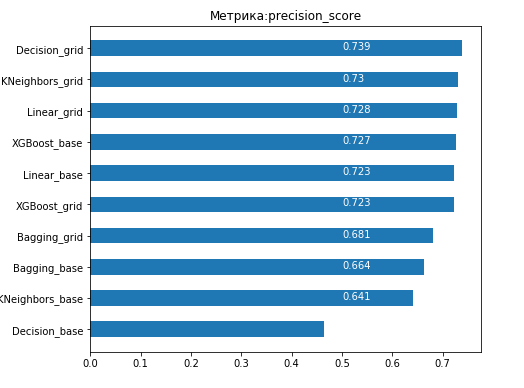 Метрика:precision_score
Decision_grid
0.739
KNeighbors_grid
0.73
Linear_grid
0.728
XGBoost_base
0.727
Linear_base
0.723
XGBoost_grid
0.723
Bagging_grid
0.681
Bagging_base
0.664
KNeighbors_base
0.641
Decision_base
0.0 0.1 0.2 0.3 0.4 0.5 0.6 0.7